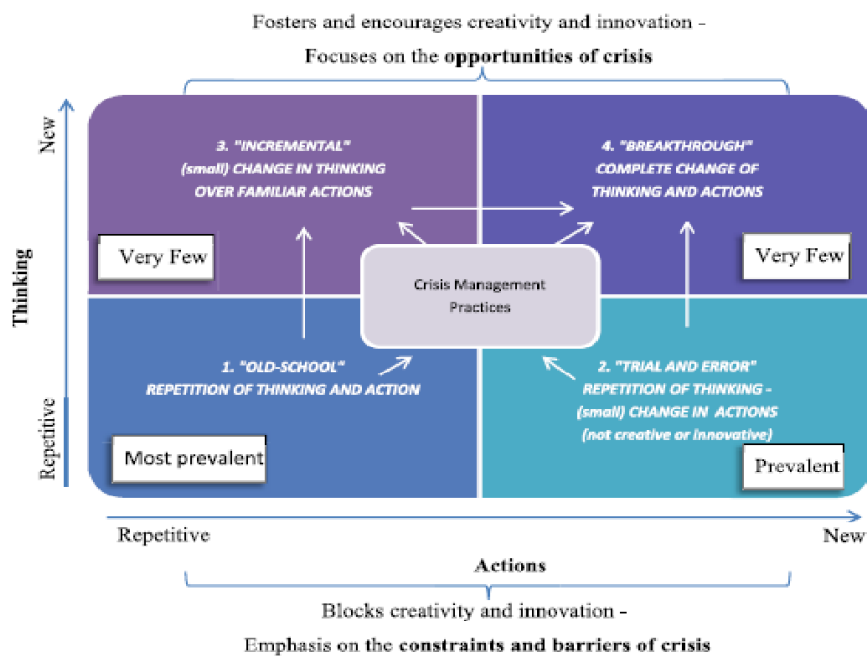 Fosters and encourages creativity and innovation -
Focuses on the opportunities of crisis
New
Thinking
Repetitive
3. "INCREMENTAL"
(small) CHANGE IN THINKING
OVER FAMILIAR ACTIONS
Very Few
4. "BREAKTHROUGH"
COMPLETE CHANGE OF
THINKING AND ACTIONS
Very Few
Crisis Management
Practices
1. "OLD-SCHOOL"
REPETITION OF THINKING AND ACTION
Most prevalent
2. "TRIAL AND ERROR"
REPETITION OF THINKING -
(small) CHANGE IN ACTIONS
(not creative or innovative)
Prevalent
Repetitive
New
Actions
Blocks creativity and innovation -
Emphasis on the constraints and barriers of crisis